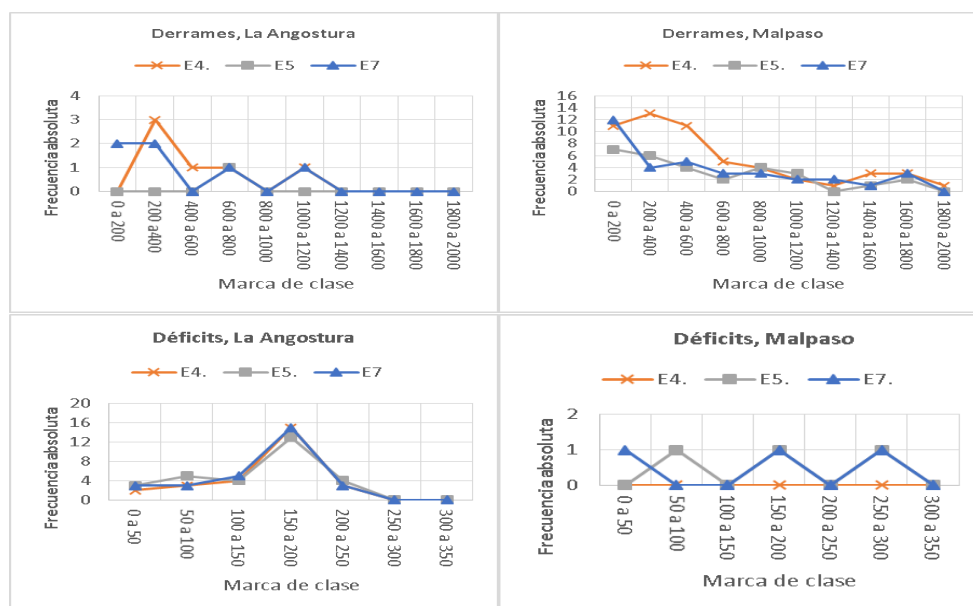 Derrames, La Angostura
E4. E5 E7
Frecuencia absoluta
4
3
2
1
0
0 a 200
200 a 400
400 a 600
600 a 800
800 a 1000
1000 a 1200
1200 a 1400
1400 a 1600
1600 a 1800
1800 a 2000
Marca de clase
Derrames, Malpaso
E4. E5. E7
Frecuencia absoluta
16
14
12
10
8
6
4
2
0
0 a 200
200 a 400
400 a 600
600 a 800
800 a 1000
1000 a 1200
1200 a 1400
1400 a 1600
1600 a 1800
1800 a 2000
Marca de clase
Déficits, La Angostura
E4. E5. E7
Frecuencia absoluta
20
16
12
8
4
0
0 a 50
50 a 100
100 a 150
150 a 200
200 a 250
250 a 300
300 a 350
Marca de clase
Déficits, Malpaso
E4. E5. E7.
Frecuencia absoluta
2
1
0
0 a 50
50 a 100
100 a 150
150 a 200
200 a 250
250 a 300
300 a 350
Marca de clase